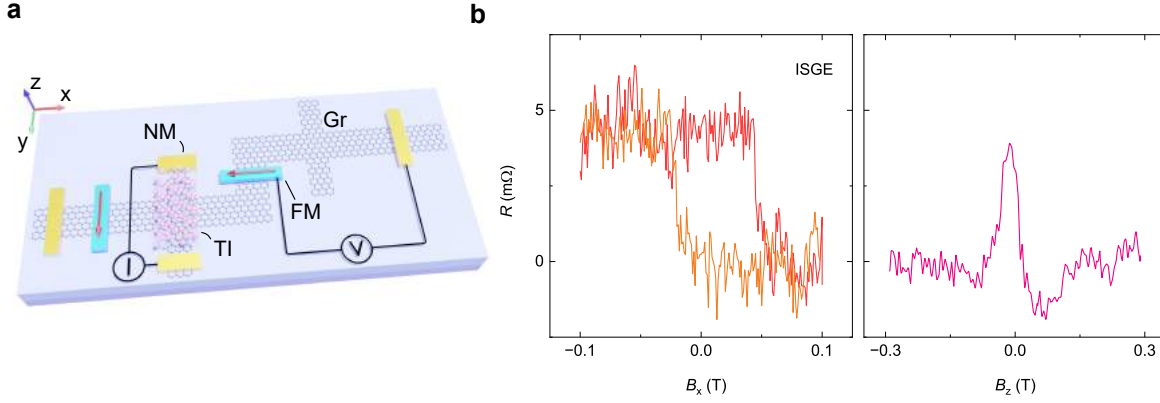 a
b
z
x
y
NM
Gr
FM
TI
I
V
ISGE
5
0
R (mΩ)
−0.1
0.0
0.1
−0.3
0.0
0.3
Bx (T)
Bz (T)